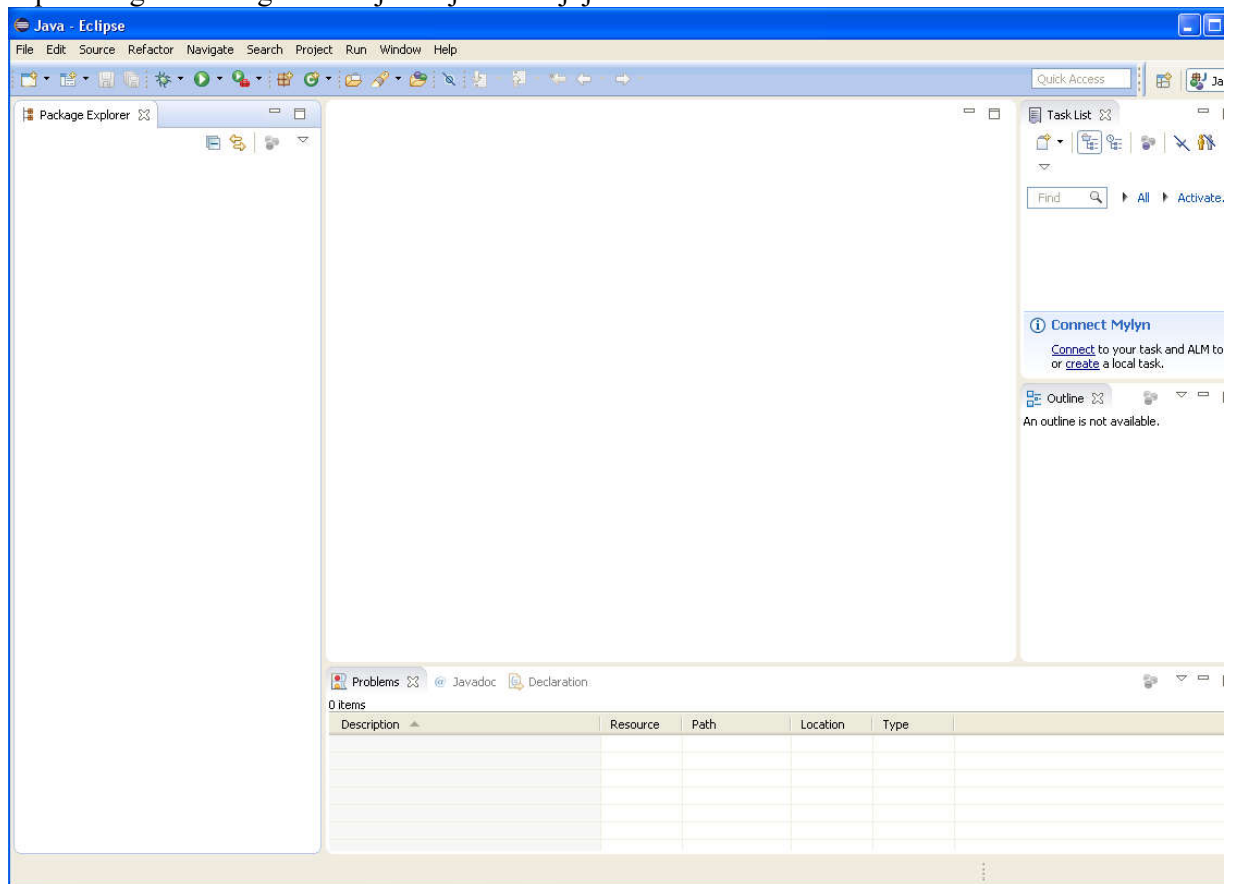 Java - Eclipse
File Edit Source Refactor Navigate Search Project Run Window Help
Quick Access
Ja
Package Explorer
Task List
Find
All
Activate.
Connect Mylyn
Connect to your task and ALM to
or create a local task.
Outline
An outline is not available.
Problems @ Javadoc Declaration
0 items
Description Resource Path Location Type